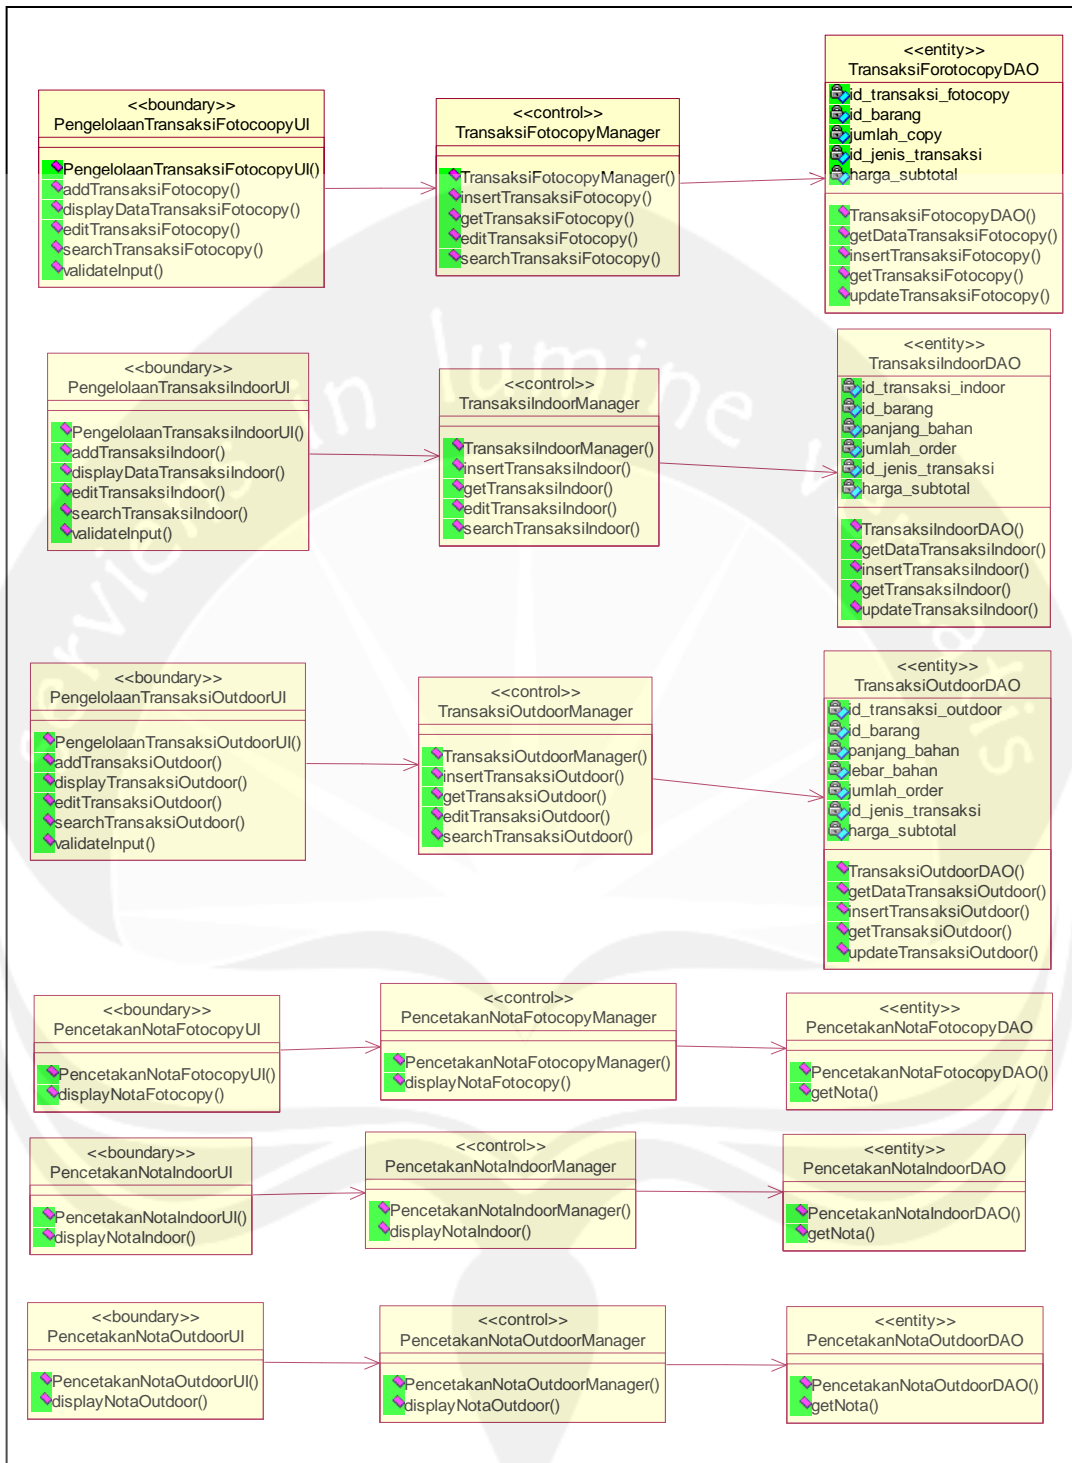 <<boundary>>
PengelolaanTransaksiFotocoopyUI
PengelolaanTransaksiFotocopyUI()
addTransaksiFotocopy()
displayDataTransaksiFotocopy()
editTransaksiFotocopy()
searchTransaksiFotocopy()
validateInput()
<<control>>
TransaksiFotocopyManager
TransaksiFotocopyManager()
insertTransaksiFotocopy()
getTransaksiFotocopy()
editTransaksiFotocopy()
searchTransaksiFotocopy()
<<entity>>
TransaksiForotocopyDAO
id_transaksi_fotocopy
id_barang
jumlah_copy
id_jenis_transaksi
harga_subtotal
TransaksiFotocopyDAO()
getDataTransaksiFotocopy()
insertTransaksiFotocopy()
getTransaksiFotocopy()
updateTransaksiFotocopy()
<<boundary>>
PengelolaanTransaksiIndoorUI
PengelolaanTransaksiIndoorUI()
addTransaksiIndoor()
displayDataTransaksiIndoor()
editTransaksiIndoor()
searchTransaksiIndoor()
validateInput()
<<control>>
TransaksiIndoorManager
TransaksiIndoorManager()
insertTransaksiIndoor()
getTransaksiIndoor()
editTransaksiIndoor()
searchTransaksiIndoor()
<<entity>>
TransaksiIndoorDAO
id_transaksi_indoor
id_barang
panjang_bahan
jumlah_order
id_jenis_transaksi
harga_subtotal
TransaksiIndoorDAO()
getDataTransaksiIndoor()
insertTransaksiIndoor()
getTransaksiIndoor()
updateTransaksiIndoor()
<<boundary>>
PengelolaanTransaksiOutdoorUI
PengelolaanTransaksiOutdoorUI()
addTransaksiOutdoor()
displayTransaksiOutdoor()
editTransaksiOutdoor()
searchTransaksiOutdoor()
validateInput()
<<control>>
TransaksiOutdoorManager
TransaksiOutdoorManager()
insertTransaksiOutdoor()
getTransaksiOutdoor()
editTransaksiOutdoor()
searchTransaksiOutdoor()
<<entity>>
TransaksiOutdoorDAO
id_transaksi_outdoor
id_barang
panjang_bahan
lebar_bahan
jumlah_order
id_jenis_transaksi
harga_subtotal
TransaksiOutdoorDAO()
getDataTransaksiOutdoor()
insertTransaksiOutdoor()
getTransaksiOutdoor()
updateTransaksiOutdoor()
<<boundary>>
PencetakanNotaFotocopyUI
PencetakanNotaFotocopyUI()
displayNotaFotocopy()
<<control>>
PencetakanNotaFotocopyManager
PencetakanNotaFotocopyManager()
displayNotaFotocopy()
<<entity>>
PencetakanNotaFotocopyDAO
PencetakanNotaFotocopyDAO()
getNota()
<<boundary>>
PencetakanNotaIndoorUI
PencetakanNotaIndoorUI()
displayNotaIndoor()
<<control>>
PencetakanNotaIndoorManager
PencetakanNotaIndoorManager()
displayNotaIndoor()
<<entity>>
PencetakanNotaIndoorDAO
PencetakanNotaIndoorDAO()
getNota()
<<boundary>>
PencetakanNotaOutdoorUI
PencetakanNotaOutdoorUI()
displayNotaOutdoor()
<<control>>
PencetakanNotaOutdoorManager
PencetakanNotaOutdoorManager()
displayNotaOutdoor()
<<entity>>
PencetakanNotaOutdoorDAO
PencetakanNotaOutdoorDAO()
getNota()
serviens in lumine veritatis